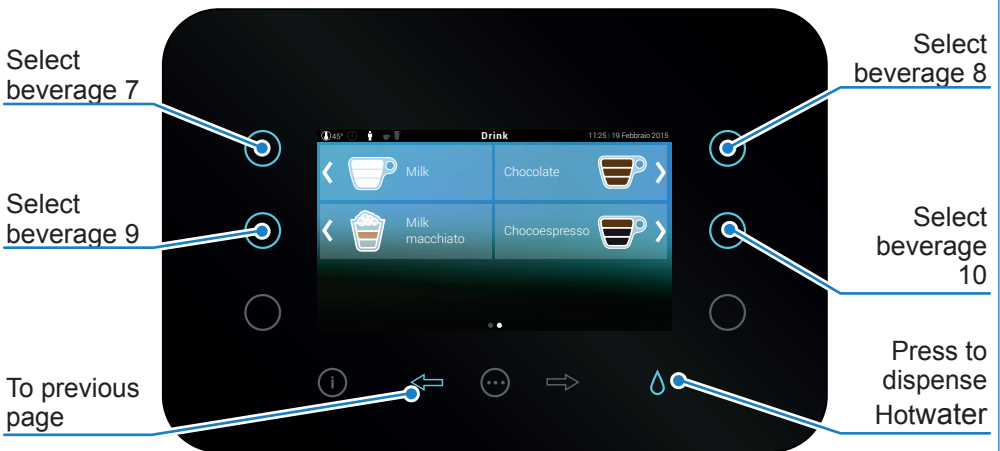 Select
beverage 7
Select
beverage 8
45° Drink 11:25 | 19 Febbraio 2015
Milk
Chocolate
Select
beverage 9
Milk
macchiato
Chocoespresso
Select
beverage
10
To previous
page
i
Press to
dispense
Hotwater